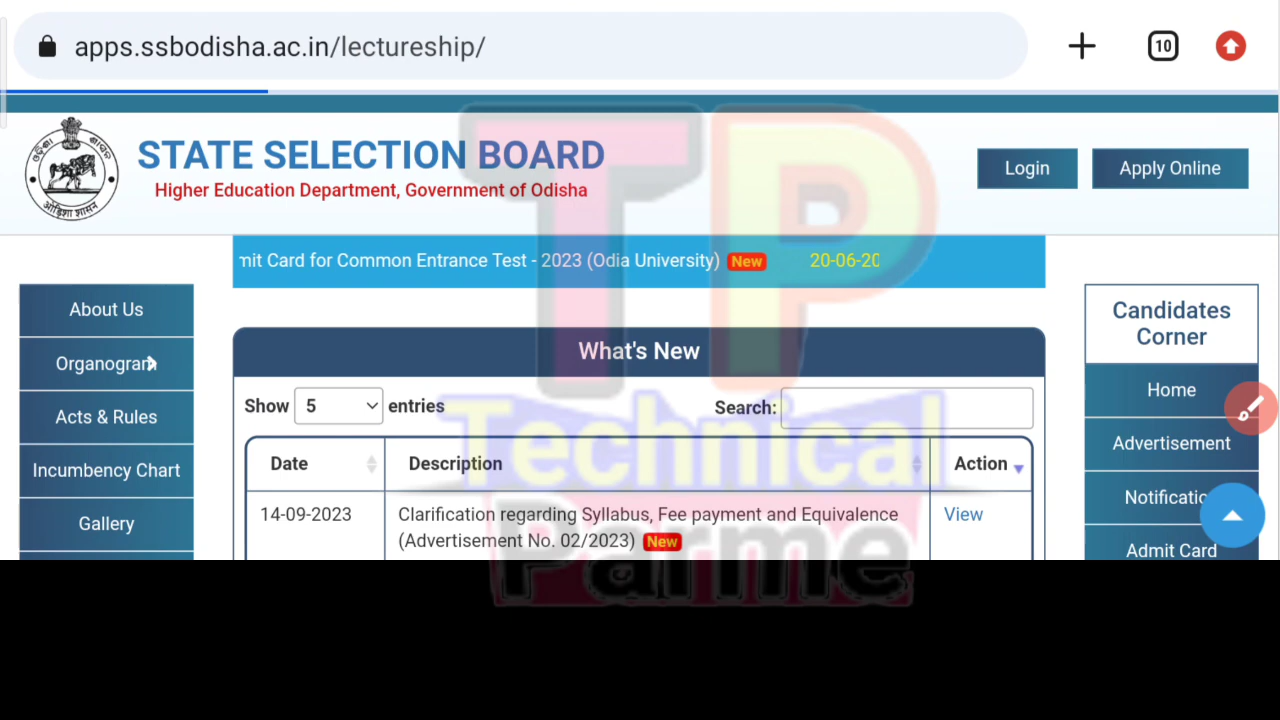 apps.ssbodisha.ac.in/lectureship/
10
STATE SELECTION BOARD
Higher Education Department, Government of Odisha
Login
Apply Online
mit Card for Common Entrance Test - 2023 (Odia University) New 20-06-20
About Us
Organogram
Acts & Rules
Incumbency Chart
Gallery
What's New
Show 5 entries
Search:
Date Description Action
14-09-2023 Clarification regarding Syllabus, Fee payment and Equivalence View
(Advertisement No. 02/2023) New
Candidates
Corner
Home
Advertisement
Notificatio
Admit Card
TP
Technical
Parme